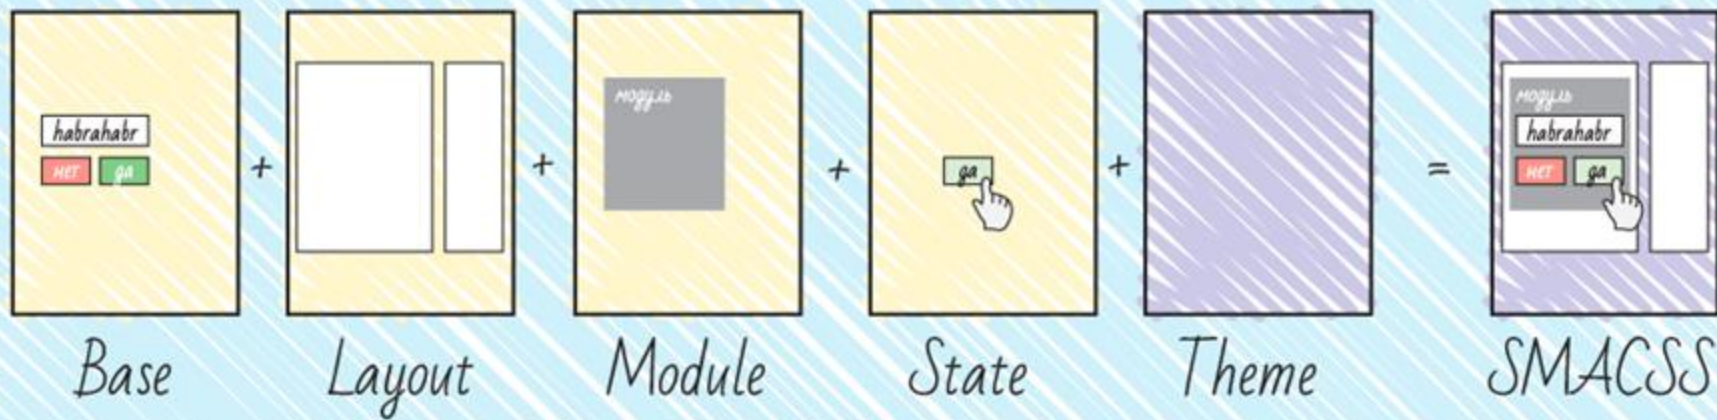 habrahabr
нет да
+
+
модуль
+
да
+
=
модуль
habrahabr
нет да
Base
Layout
Module
State
Theme
SMACSS